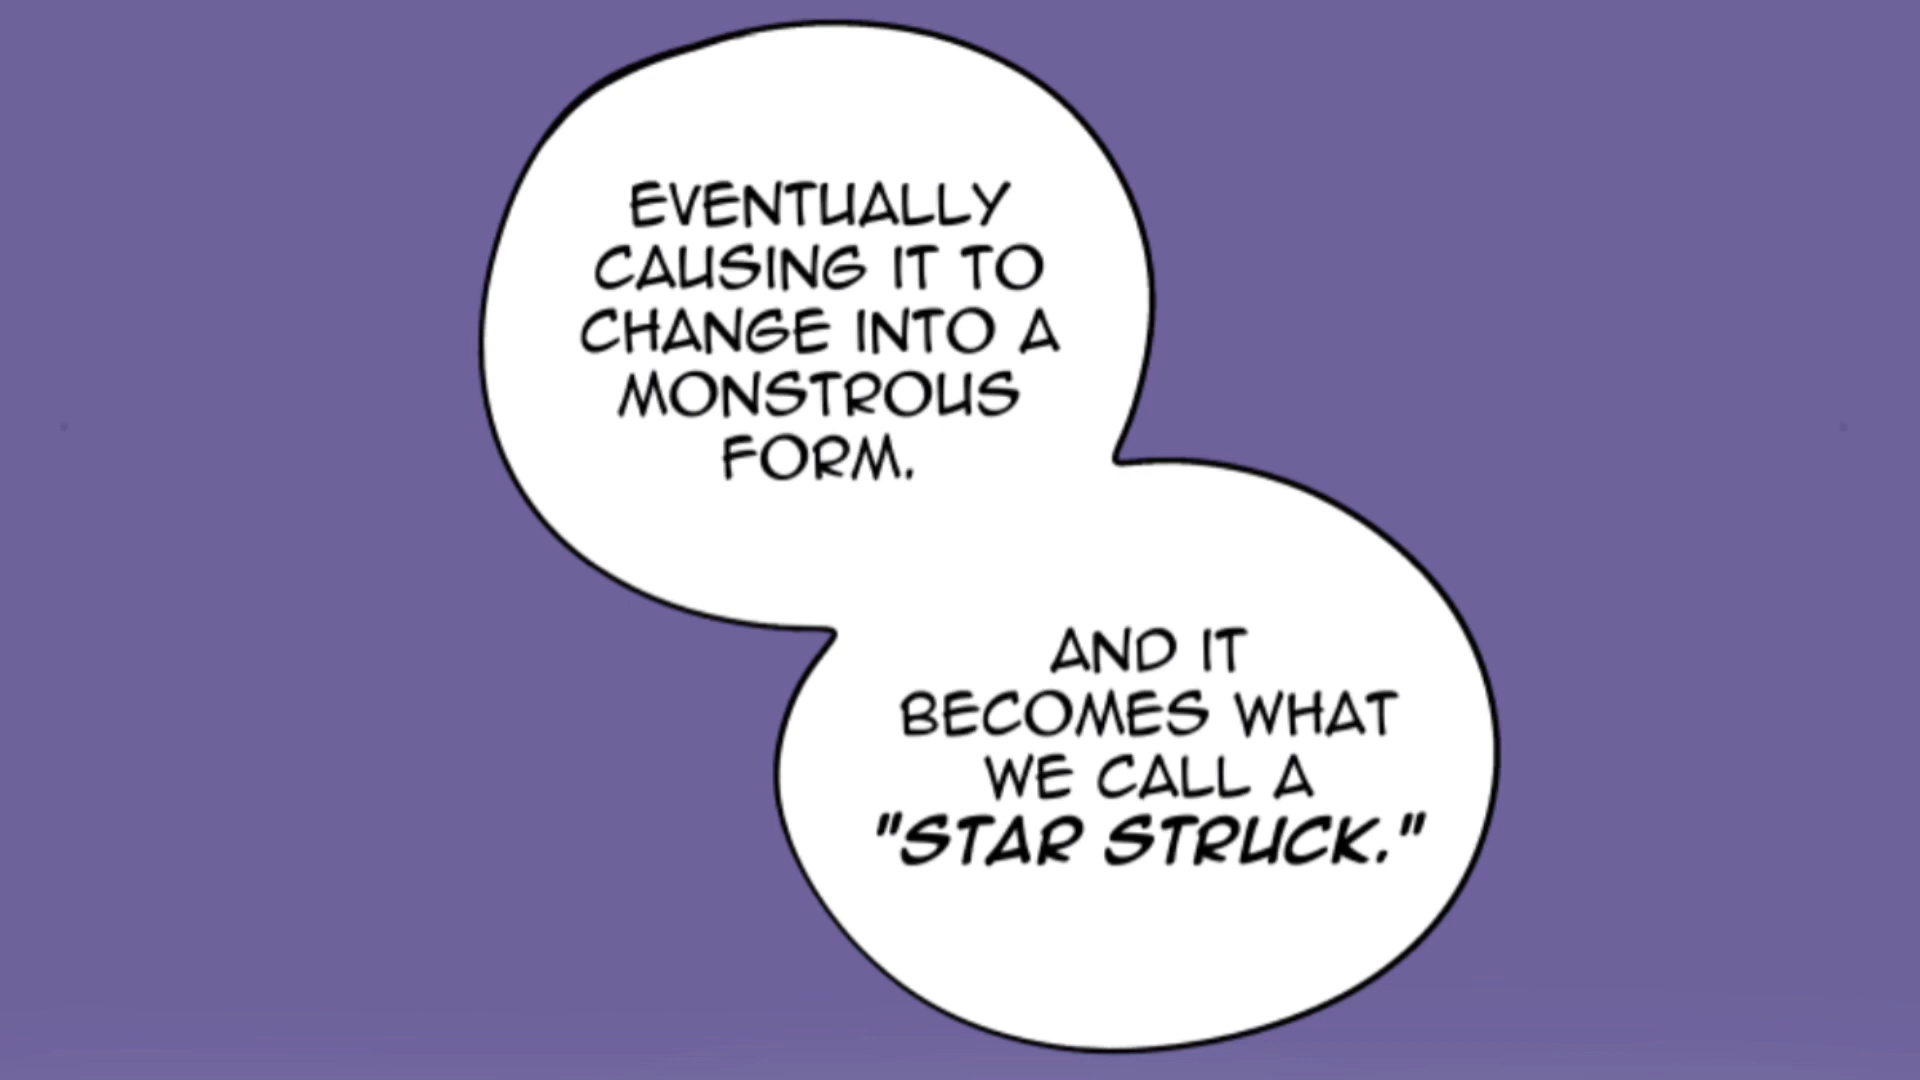 EVENTUALLY
CAUSING IT TO
CHANGE INTO A
MONSTROUS
FORM.
AND IT
BECOMES WHAT
WE CALL A
"STAR STRUCK."